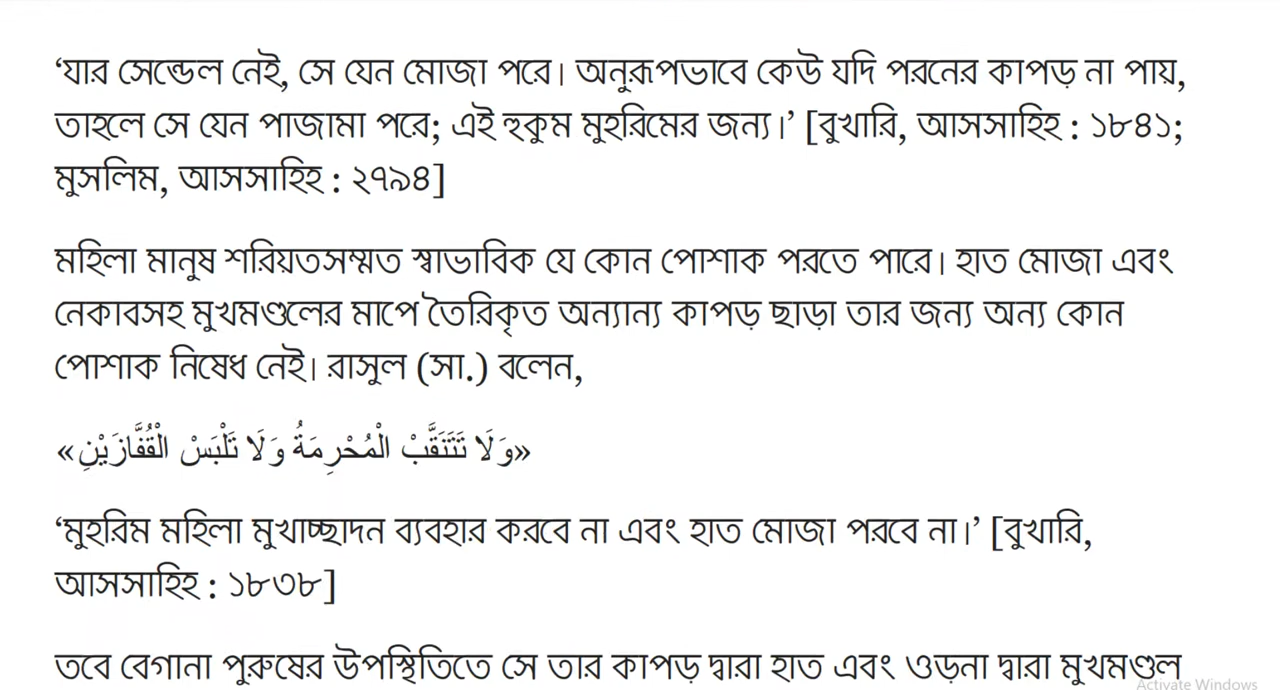 ‘যার সেন্ডেল নেই, সে যেন মোজা পরে। অনুরূপভাবে কেউ যদি পরনের কাপড় না পায়,
তাহলে সে যেন পাজামা পরে; এই হুকুম মুহরিমের জন্য।’ [বুখারি, আসসাহিহ : ১৮৪১;
মুসলিম, আসসাহিহ : ২৭৯৪]
মহিলা মানুষ শরিয়তসম্মত স্বাভাবিক যে কোন পোশাক পরতে পারে। হাত মোজা এবং
নেকাবসহ মুখমণ্ডলের মাপে তৈরিকৃত অন্যান্য কাপড় ছাড়া তার জন্য অন্য কোন
পোশাক নিষেধ নেই। রাসুল (সা.) বলেন,
«وَلَا تَتَنَقَّبْ الْمُحْرِمَةُ وَلَا تَلْبَسْ الْقُفَّازَيْنِ»
‘মুহরিম মহিলা মুখাচ্ছাদন ব্যবহার করবে না এবং হাত মোজা পরবে না।’ [বুখারি,
আসসাহিহ : ১৮৩৮]
তবে বেগানা পুরুষের উপস্থিতিতে সে তার কাপড় দ্বারা হাত এবং ওড়না দ্বারা মুখমণ্ডল
Activate Windows